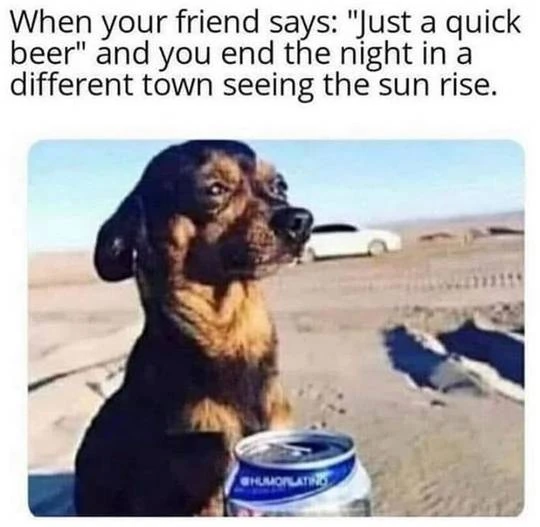 When your friend says: "Just a quick
beer" and you end the night in a
different town seeing the sun rise.
@HUMORLATINO